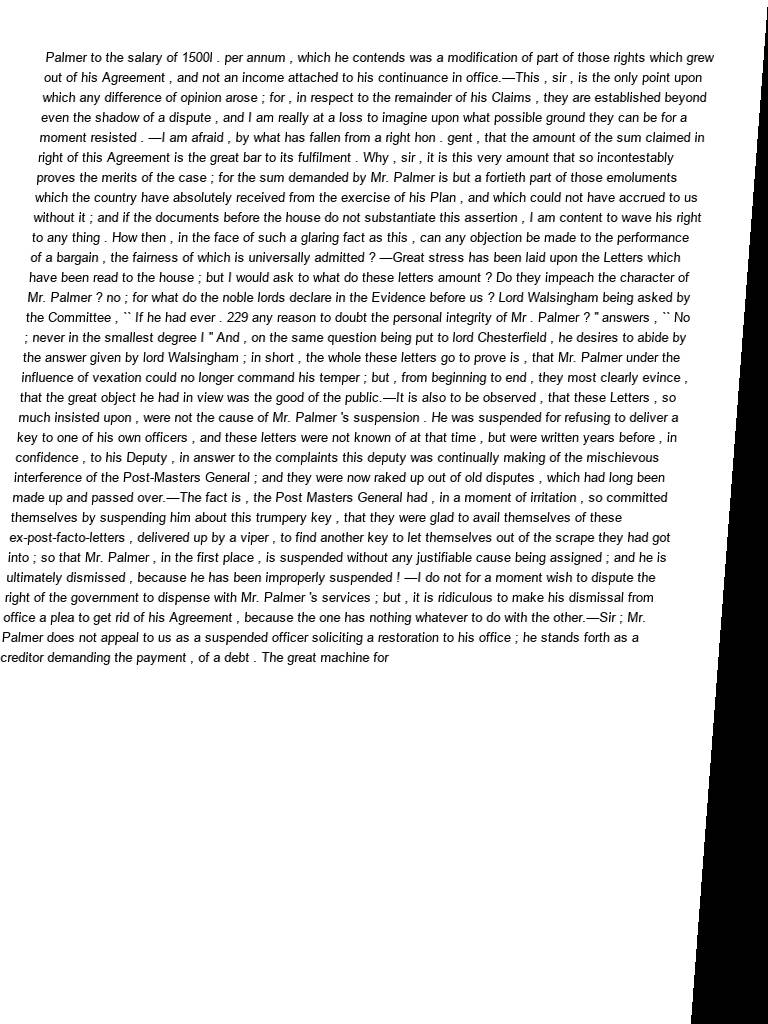 Palmer to the salary of 1500l . per annum , which he contends was a modification of part of those rights which grew
out of his Agreement , and not an income attached to his continuance in office.—This , sir , is the only point upon
which any difference of opinion arose ; for , in respect to the remainder of his Claims , they are established beyond
even the shadow of a dispute , and I am really at a loss to imagine upon what possible ground they can be for a
moment resisted . —I am afraid , by what has fallen from a right hon . gent , that the amount of the sum claimed in
right of this Agreement is the great bar to its fulfilment . Why , sir , it is this very amount that so incontestably
proves the merits of the case ; for the sum demanded by Mr. Palmer is but a fortieth part of those emoluments
which the country have absolutely received from the exercise of his Plan , and which could not have accrued to us
without it ; and if the documents before the house do not substantiate this assertion , I am content to wave his right
to any thing . How then , in the face of such a glaring fact as this , can any objection be made to the performance
of a bargain , the fairness of which is universally admitted ? —Great stress has been laid upon the Letters which
have been read to the house ; but I would ask to what do these letters amount ? Do they impeach the character of
Mr. Palmer ? no ; for what do the noble lords declare in the Evidence before us ? Lord Walsingham being asked by
the Committee , `` If he had ever . 229 any reason to doubt the personal integrity of Mr . Palmer ? " answers , `` No
; never in the smallest degree I " And , on the same question being put to lord Chesterfield , he desires to abide by
the answer given by lord Walsingham ; in short , the whole these letters go to prove is , that Mr. Palmer under the
influence of vexation could no longer command his temper ; but , from beginning to end , they most clearly evince ,
that the great object he had in view was the good of the public.—It is also to be observed , that these Letters , so
much insisted upon , were not the cause of Mr. Palmer 's suspension . He was suspended for refusing to deliver a
key to one of his own officers , and these letters were not known of at that time , but were written years before , in
confidence , to his Deputy , in answer to the complaints this deputy was continually making of the mischievous
interference of the Post-Masters General ; and they were now raked up out of old disputes , which had long been
made up and passed over.—The fact is , the Post Masters General had , in a moment of irritation , so committed
themselves by suspending him about this trumpery key , that they were glad to avail themselves of these
ex-post-facto-letters , delivered up by a viper , to find another key to let themselves out of the scrape they had got
into ; so that Mr. Palmer , in the first place , is suspended without any justifiable cause being assigned ; and he is
ultimately dismissed , because he has been improperly suspended ! —I do not for a moment wish to dispute the
right of the government to dispense with Mr. Palmer 's services ; but , it is ridiculous to make his dismissal from
office a plea to get rid of his Agreement , because the one has nothing whatever to do with the other.—Sir ; Mr.
Palmer does not appeal to us as a suspended officer soliciting a restoration to his office ; he stands forth as a
creditor demanding the payment , of a debt . The great machine for